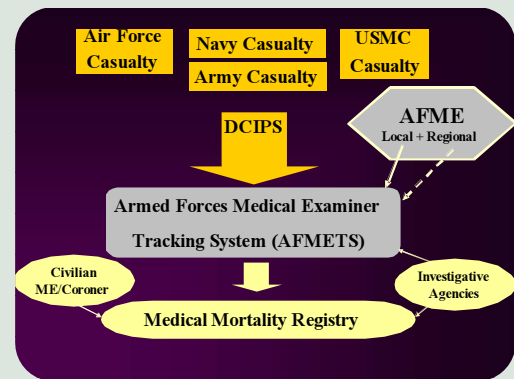 Air Force
Casualty
Navy Casualty
Army Casualty
USMC
Casualty
DCIPS
AFME
Local + Regional
Armed Forces Medical Examiner
Tracking System (AFMETS)
Civilian
ME/Coroner
Investigative
Agencies
Medical Mortality Registry